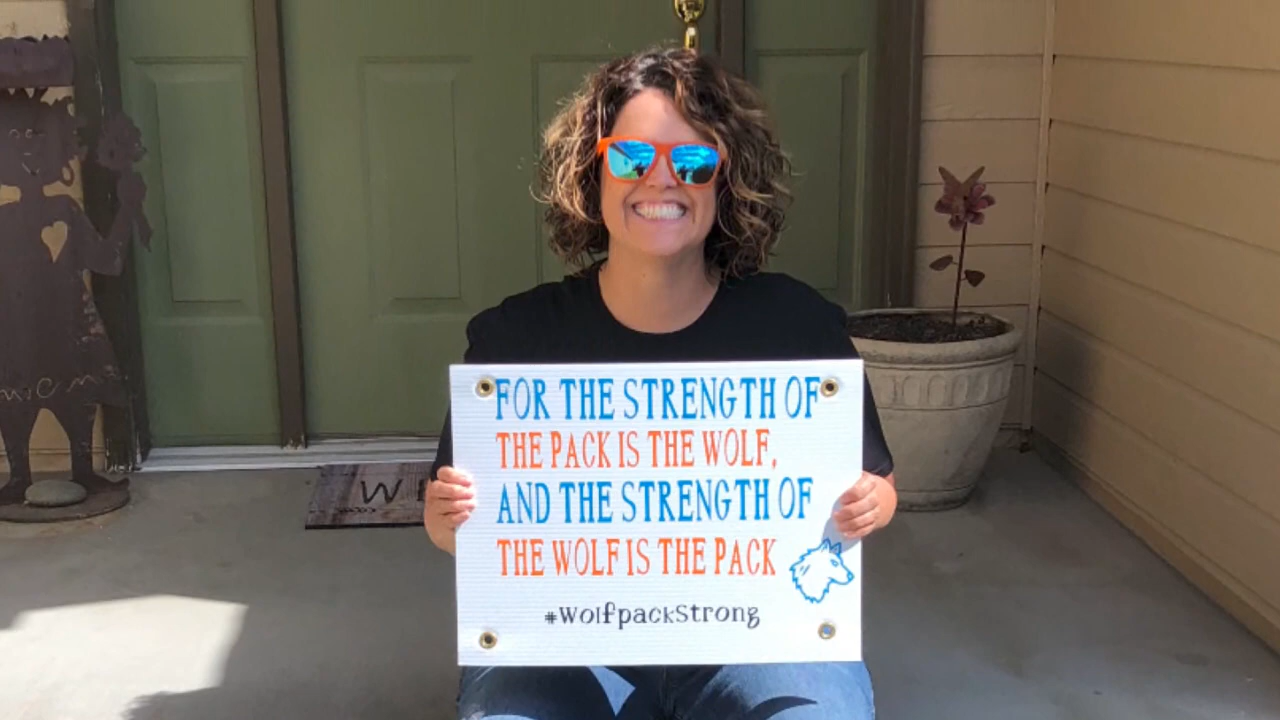 FOR THE STRENGTH OF
THE PACK IS THE WOLF,
AND THE STRENGTH OF
THE WOLF IS THE PACK
#WolfpackStrong